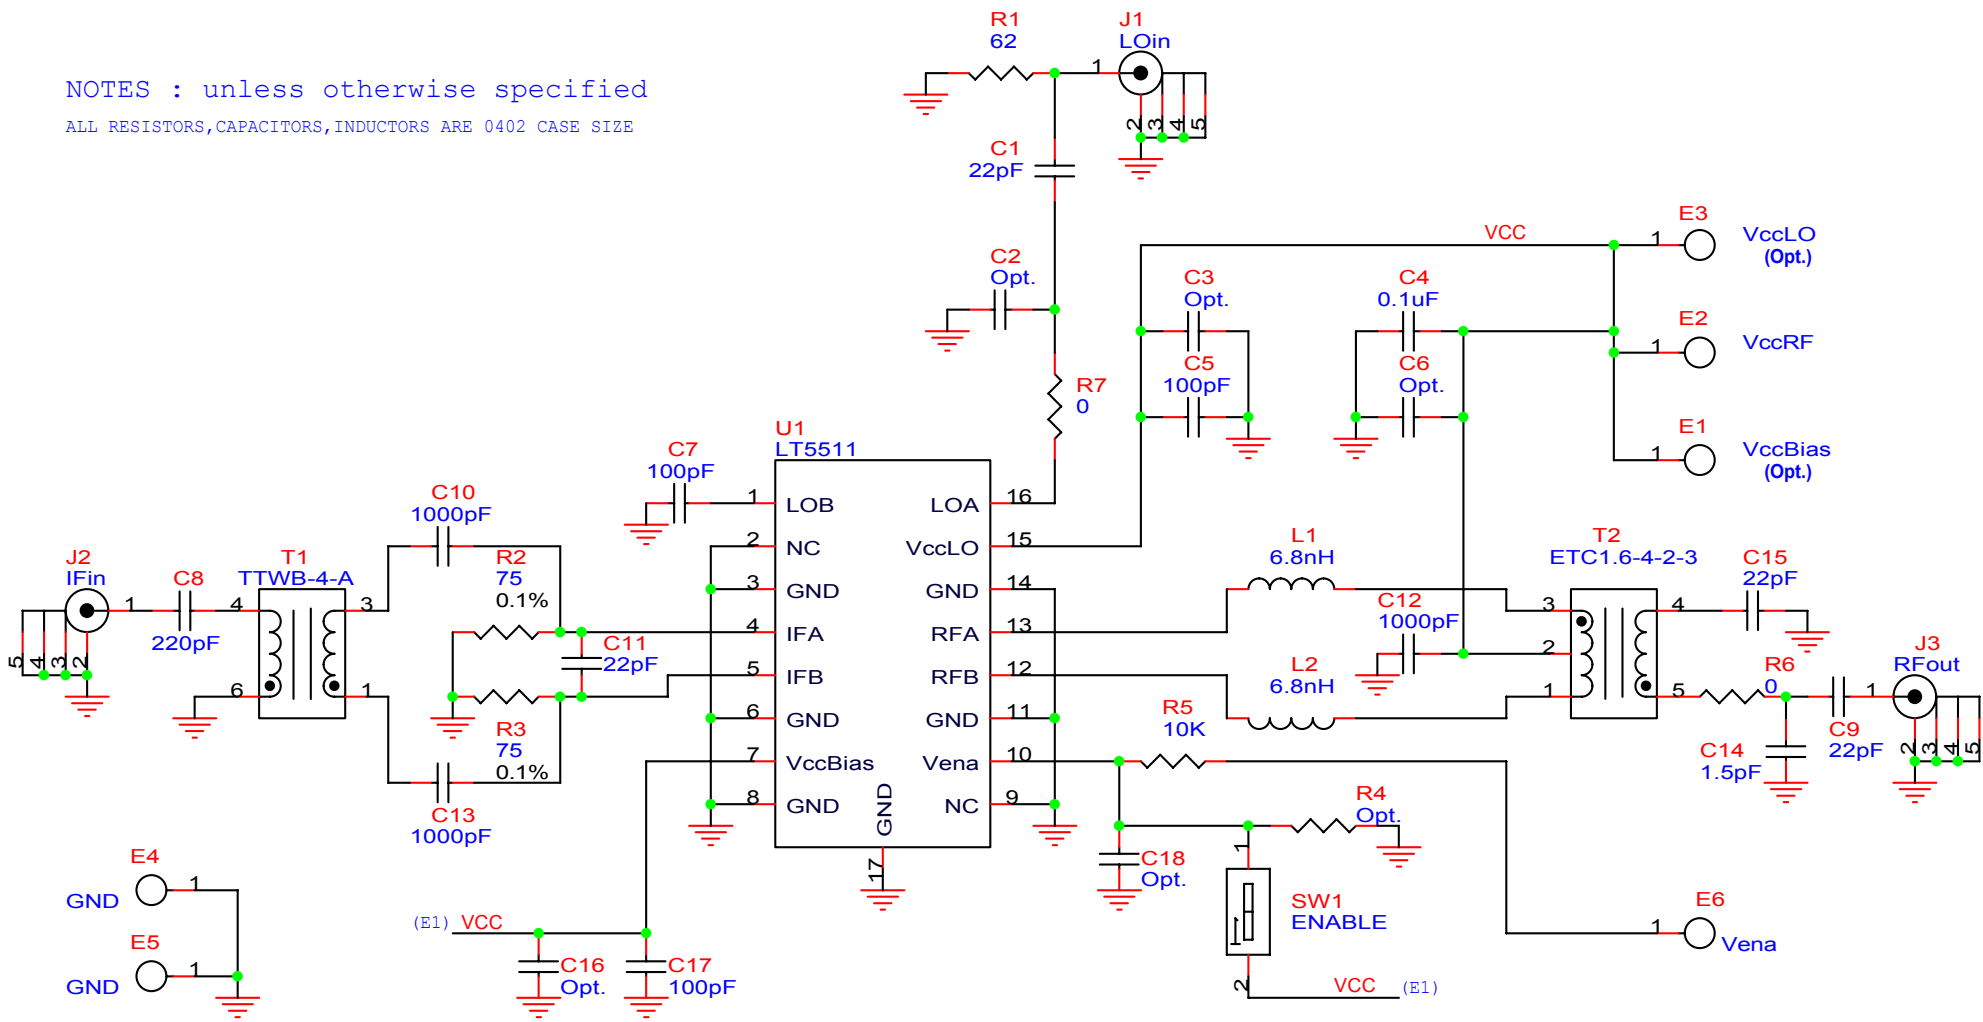 NOTES : unless otherwise specified
ALL RESISTORS,CAPACITORS,INDUCTORS ARE 0402 CASE SIZE
R1
62
J1
LOin
1
2
3
4
5
C1
22pF
C2
Opt.
R7
0
C3
Opt.
C5
100pF
C4
0.1uF
C6
Opt.
VCC
E3
1
VccLO
(Opt.)
E2
1
VccRF
E1
1
VccBias
(Opt.)
U1
LT5511
C7
100pF
1
LOB
2
NC
3
GND
4
IFA
5
IFB
6
GND
7
VccBias
8
GND
16
LOA
15
VccLO
14
GND
13
RFA
12
RFB
11
GND
10
Vena
9
NC
GND
17
J2
IFin
1
5
4
3
2
C8
220pF
T1
TTWB-4-A
4
6
3
1
C10
1000pF
R2
75
0.1%
C11
22pF
R3
75
0.1%
C13
1000pF
L1
6.8nH
L2
6.8nH
C12
1000pF
T2
ETC1.6-4-2-3
3
2
1
4
5
C15
22pF
R6
0
C14
1.5pF
C9
22pF
J3
RFout
1
2
3
4
5
R5
10K
R4
Opt.
C18
Opt.
1
SW1
ENABLE
2
VCC
(E1)
E6
1
Vena
E4
GND
1
E5
GND
1
(E1)
VCC
C16
Opt.
C17
100pF